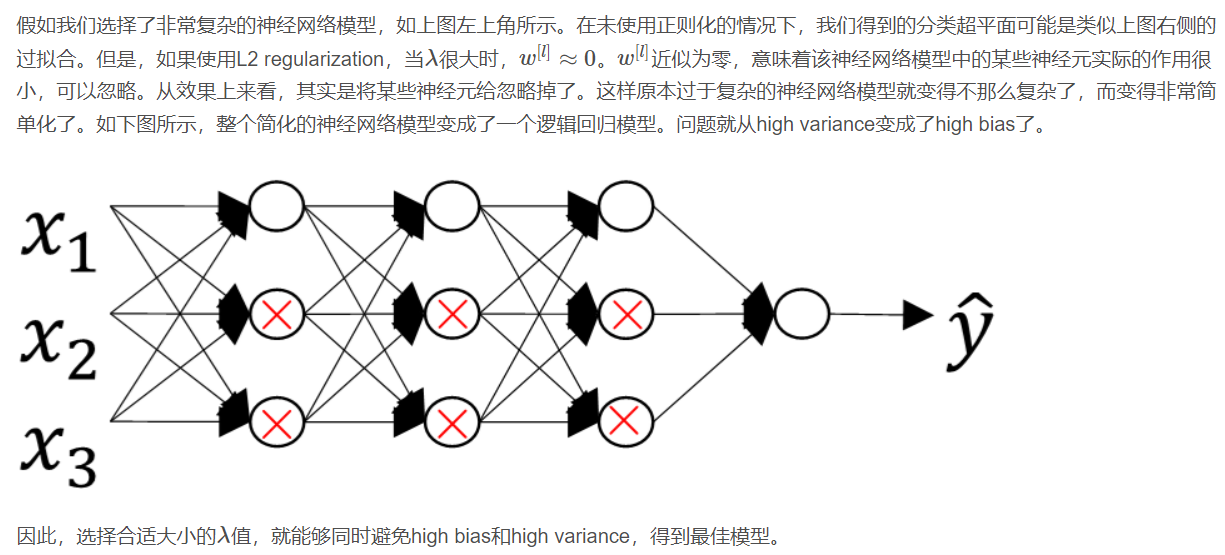 假如我们选择了非常复杂的神经网络模型，如上图左上角所示。在未使用正则化的情况下，我们得到的分类超平面可能是类似上图右侧的
过拟合。但是，如果使用L2 regularization，当λ很大时，w^[l] ≈ 0。w^[l]近似为零，意味着该神经网络模型中的某些神经元实际的作用很
小，可以忽略。从效果上来看，其实是将某些神经元给忽略掉了。这样原本过于复杂的神经网络模型就变得不那么复杂了，而变得非常简
单化了。如下图所示，整个简化的神经网络模型变成了一个逻辑回归模型。问题就从high variance变成了high bias了。
x₁
x₂
ŷ
x₃
因此，选择合适大小的λ值，就能够同时避免high bias和high variance，得到最佳模型。